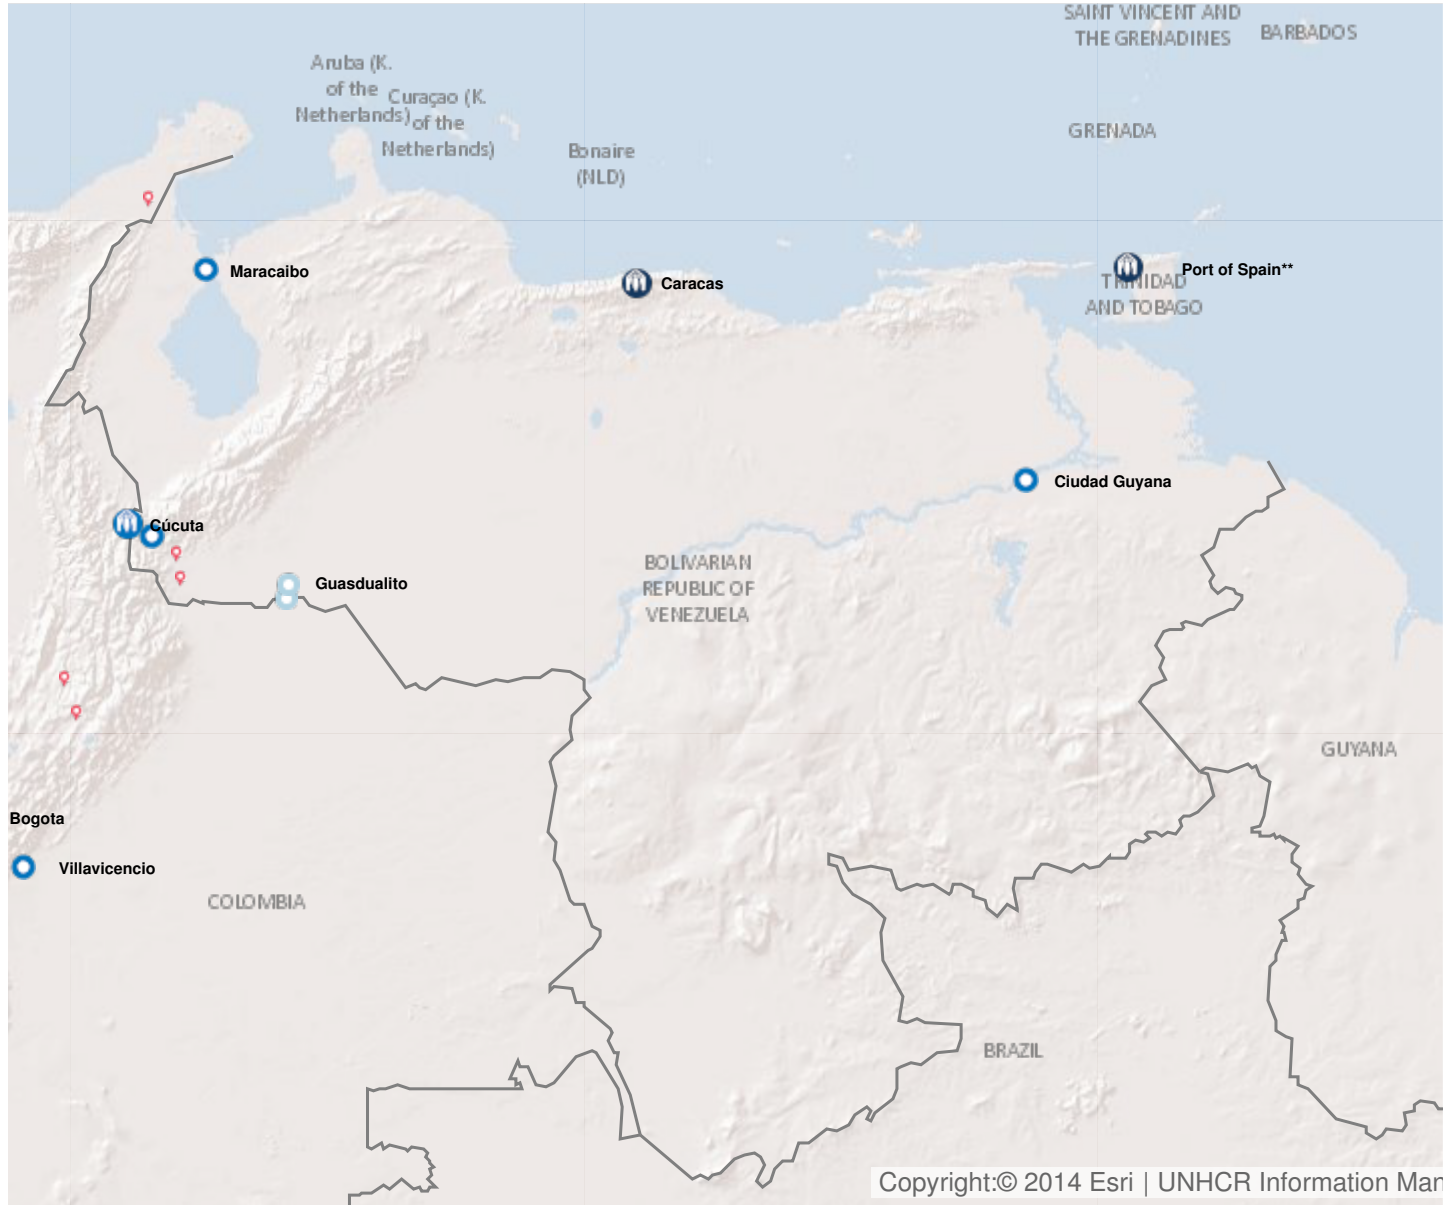 SAINT VINCENT AND
THE GRENADINES
BARBADOS
Aruba (K.
of the
Netherlands)
Curaçao (K.
of the
Netherlands)
GRENADA
Bonaire
(NLD)
Maracaibo
Caracas
Port of Spain**
TRINIDAD
AND TOBAGO
Ciudad Guyana
Cúcuta
Guasdualito
BOLIVARIAN
REPUBLIC OF
VENEZUELA
GUYANA
Bogota
Villavicencio
COLOMBIA
BRAZIL
Copyright:© 2014 Esri | UNHCR Information Man